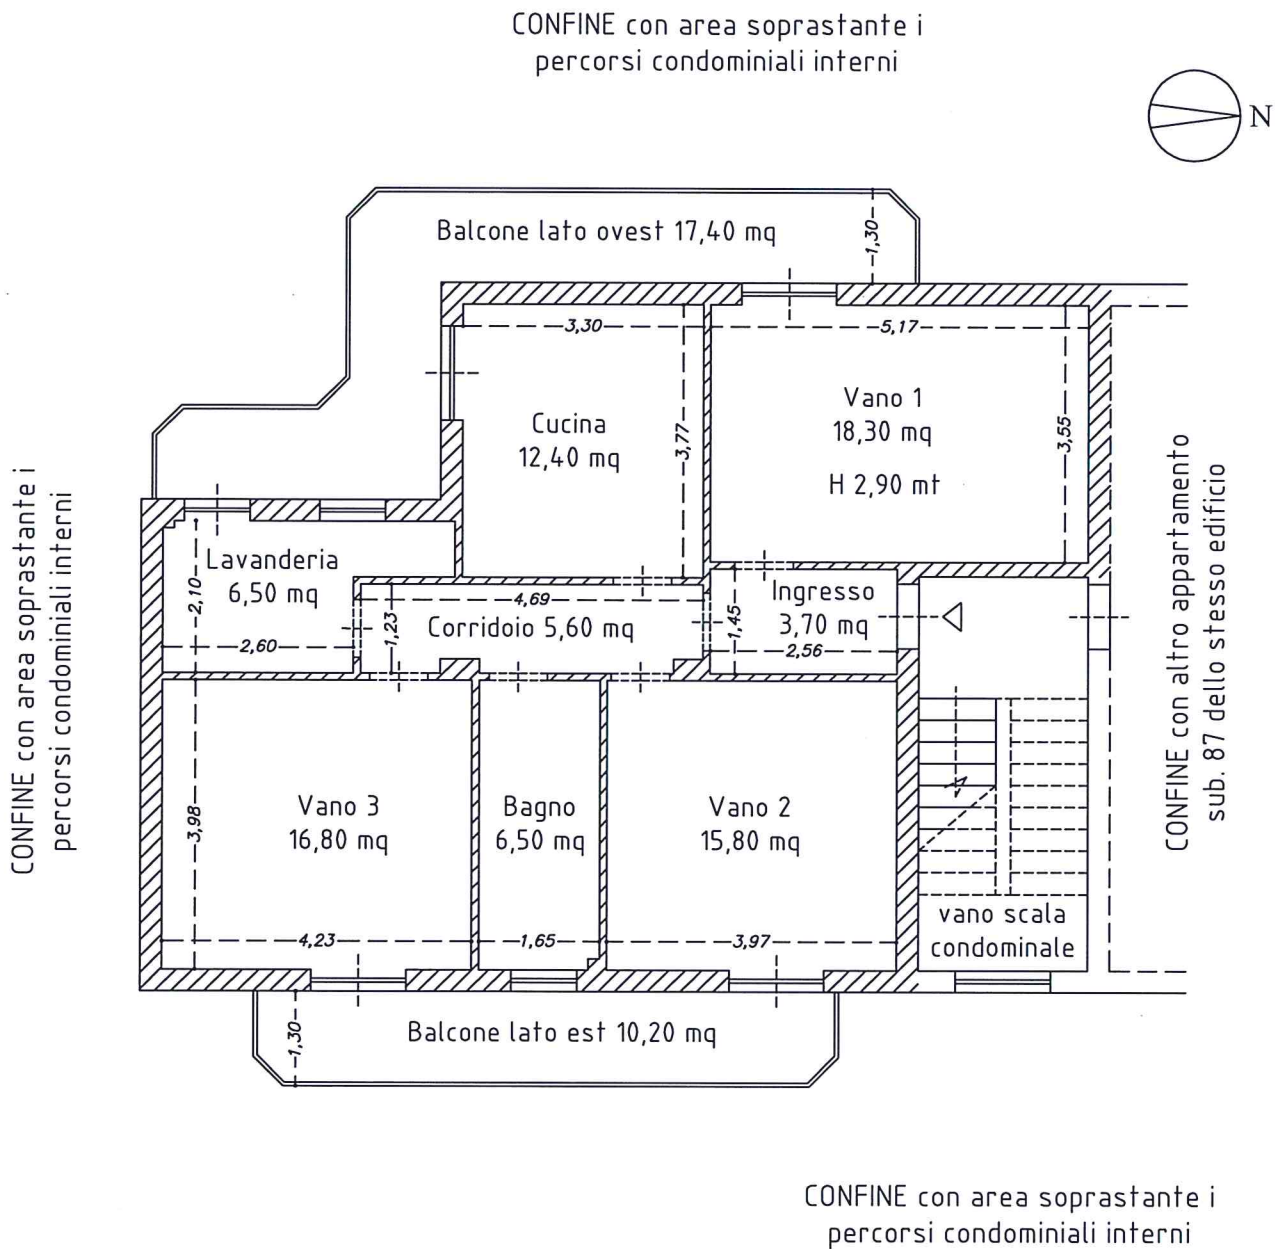 CONFINE con area soprastante i
percorsi condominiali interni
N
Balcone lato ovest 17,40 mq
1,30
3,30
5,17
Cucina
12,40 mq
3,77
Vano 1
18,30 mq
H 2,90 mt
3,55
CONFINE con area soprastante i
percorsi condominiali interni
CONFINE con altro appartamento
sub. 87 dello stesso edificio
Lavanderia
6,50 mq
2,10
2,60
4,69
1,23
Corridoio 5,60 mq
1,45
Ingresso
3,70 mq
2,56
Vano 3
16,80 mq
3,98
4,23
Bagno
6,50 mq
1,65
Vano 2
15,80 mq
3,97
vano scala
condominale
1,30
Balcone lato est 10,20 mq
CONFINE con area soprastante i
percorsi condominiali interni